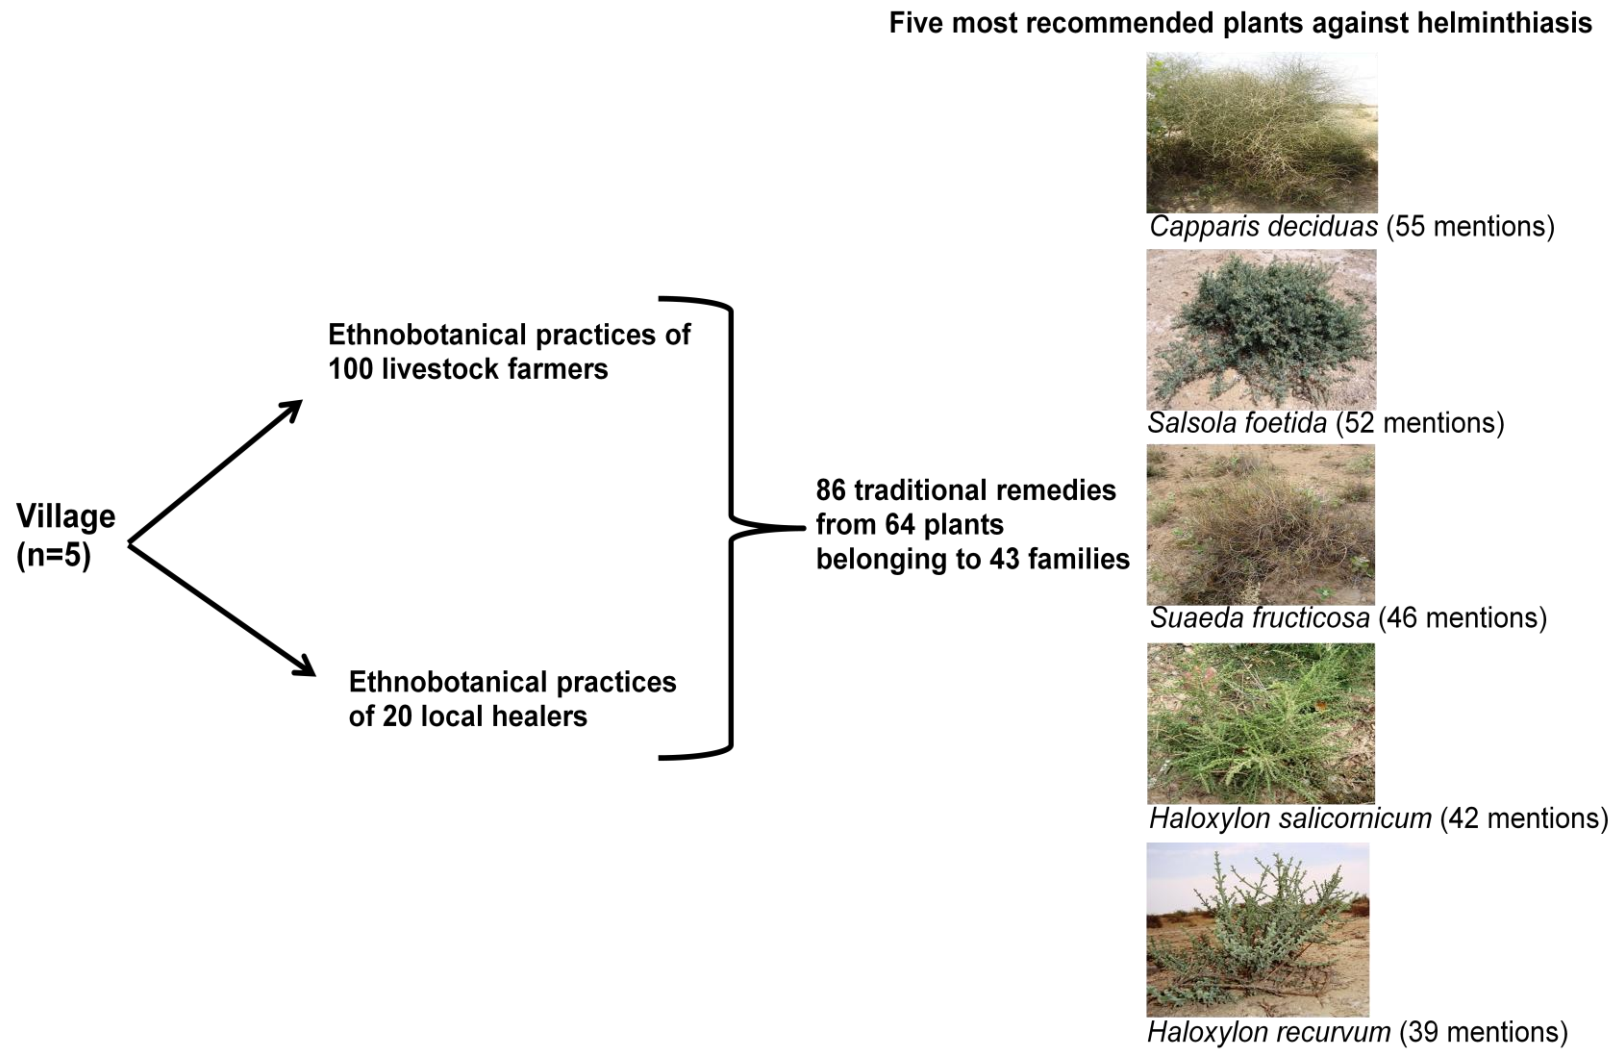 Five most recommended plants against helminthiasis
Capparis deciduas (55 mentions)
Salsola foetida (52 mentions)
Ethnobotanical practices of
100 livestock farmers
Village
(n=5)
86 traditional remedies
from 64 plants
belonging to 43 families
Suaeda fructicosa (46 mentions)
Ethnobotanical practices
of 20 local healers
Haloxylon salicornicum (42 mentions)
Haloxylon recurvum (39 mentions)